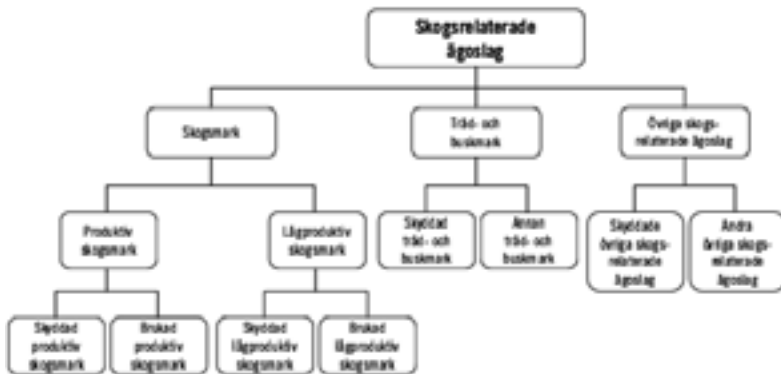 Skogsrelaterade
ägoslag
Skogsmark
Träd- och
buskmark
Övriga skogs-
relaterade ägoslag
Produktiv
skogsmark
Lågproduktiv
skogsmark
Skyddad
träd- och
buskmark
Annan
träd- och
buskmark
Skyddade
övriga skogs-
relaterade
ägoslag
Andra
övriga skogs-
relaterade
ägoslag
Skyddad
produktiv
skogsmark
Brukad
produktiv
skogsmark
Skyddad
lågproduktiv
skogsmark
Brukad
lågproduktiv
skogsmark